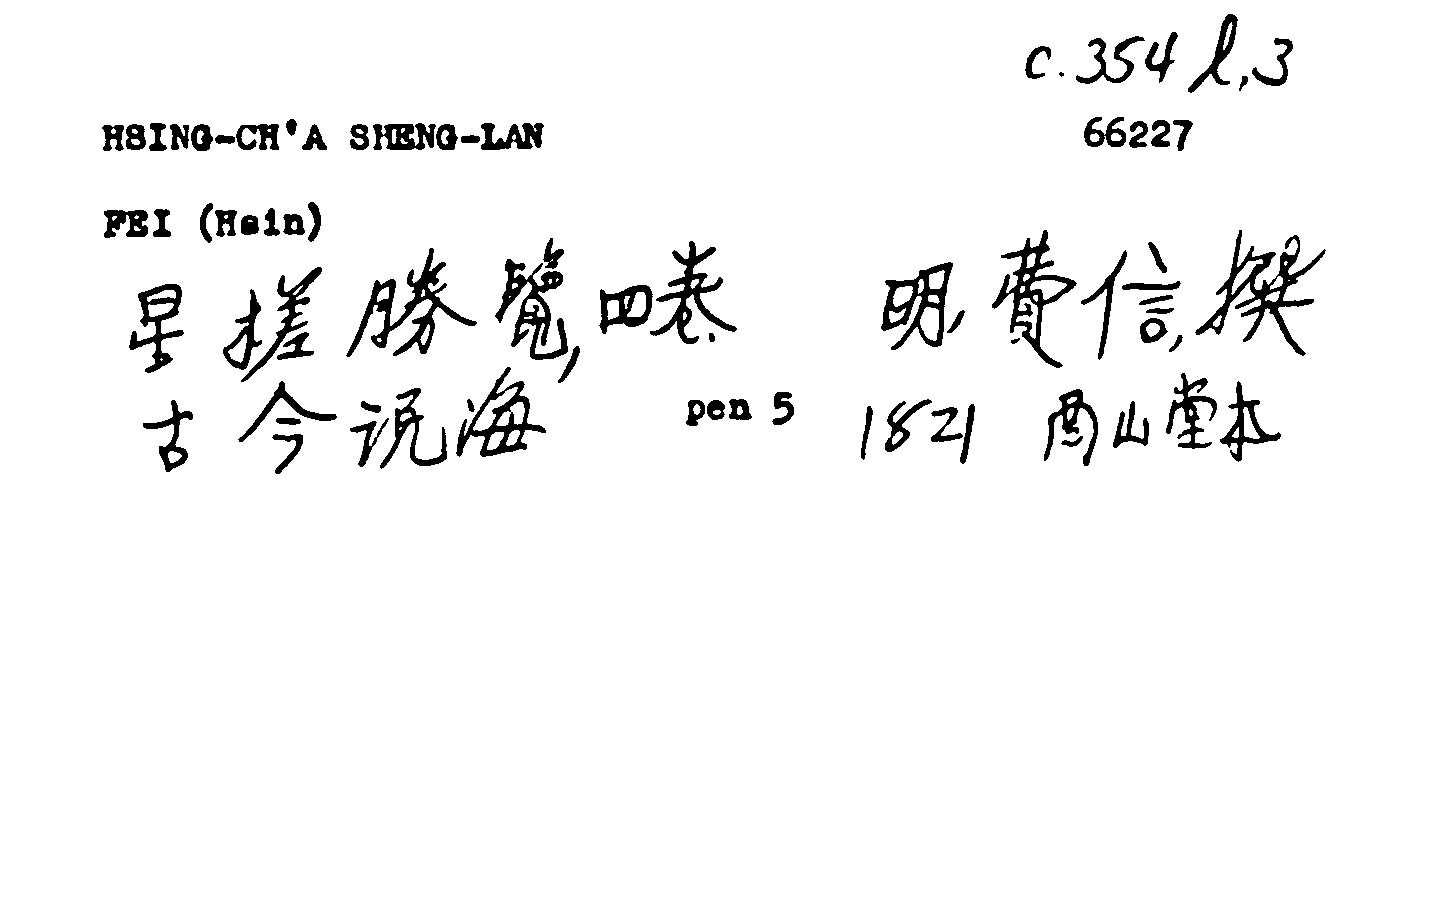 c.354 l.3
HSING-CH'A SHENG-LAN 66227
FEI (Hsin)
星槎勝覽, 四卷. 明, 費信, 撰
古今说海 pen 5 1821 酉山堂本